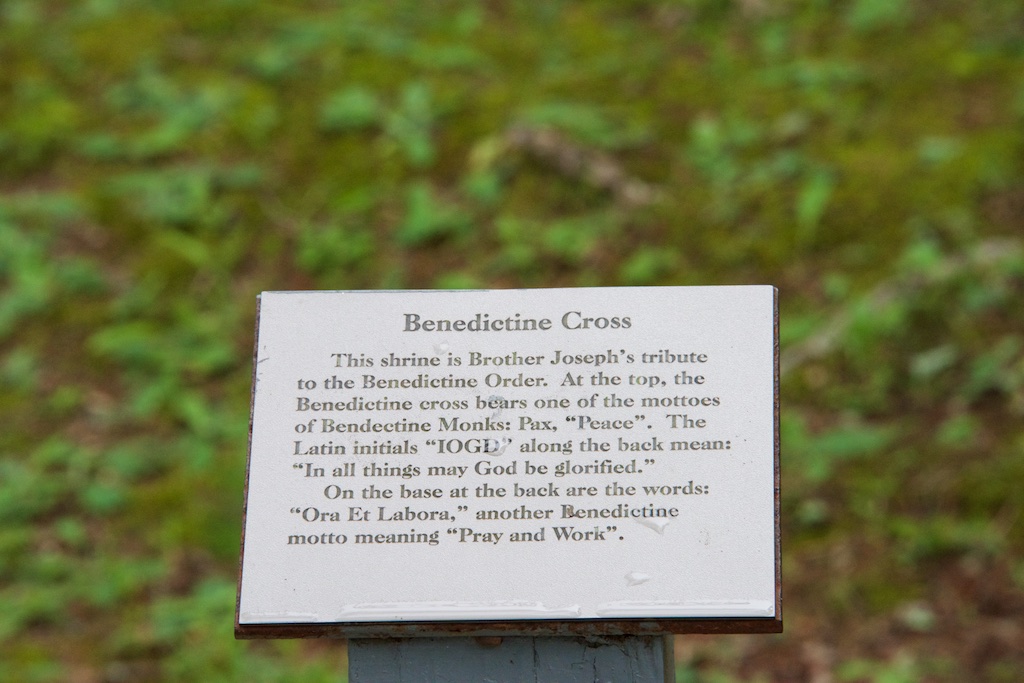 Benedictine Cross
This shrine is Brother Joseph's tribute
to the Benedictine Order. At the top, the
Benedictine cross bears one of the mottoes
of Bendectine Monks: Pax, "Peace". The
Latin initials "IOGD" along the back mean:
"In all things may God be glorified."
On the base at the back are the words:
"Ora Et Labora," another Benedictine
motto meaning "Pray and Work".